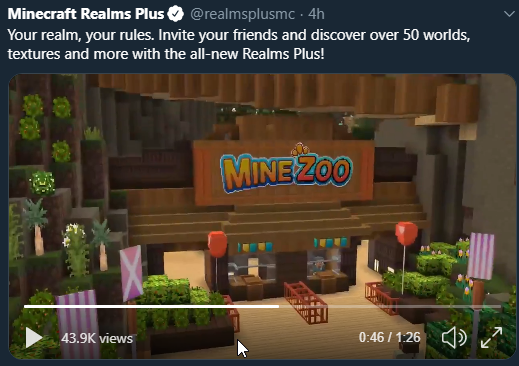 Minecraft Realms Plus @realmsplusmc · 4h
Your realm, your rules. Invite your friends and discover over 50 worlds,
textures and more with the all-new Realms Plus!
MINE ZOO
43.9K views
0:46 / 1:26